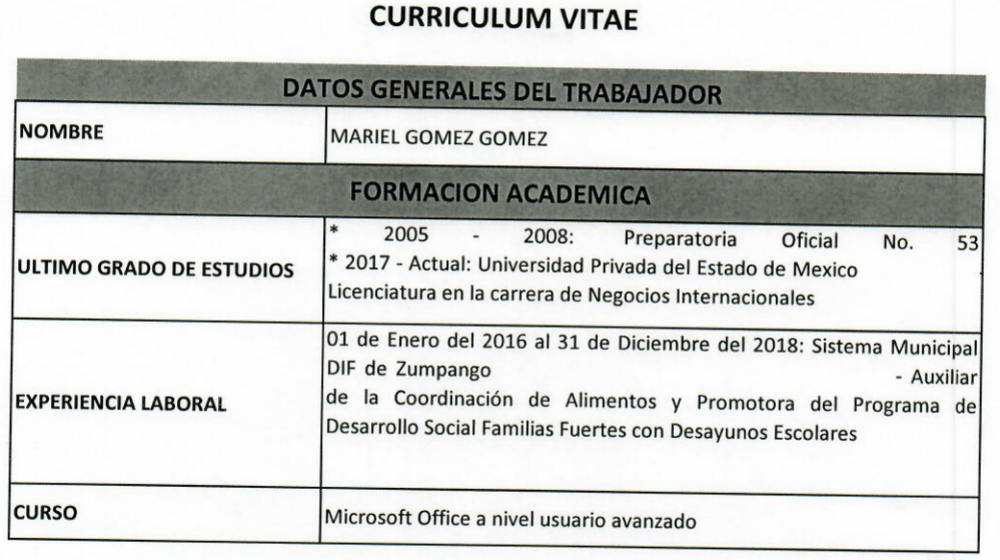 CURRICULUM VITAE
DATOS GENERALES DEL TRABAJADOR
NOMBRE
MARIEL GOMEZ GOMEZ
FORMACION ACADEMICA
ULTIMO GRADO DE ESTUDIOS
* 2005 - 2008: Preparatoria Oficial No. 53
* 2017 - Actual: Universidad Privada del Estado de Mexico -
Licenciatura en la carrera de Negocios Internacionales
EXPERIENCIA LABORAL
01 de Enero del 2016 al 31 de Diciembre del 2018: Sistema Municipal
DIF de Zumpango - Auxiliar
de la Coordinación de Alimentos y Promotora del Programa de
Desarrollo Social Familias Fuertes con Desayunos Escolares
CURSO
Microsoft Office a nivel usuario avanzado